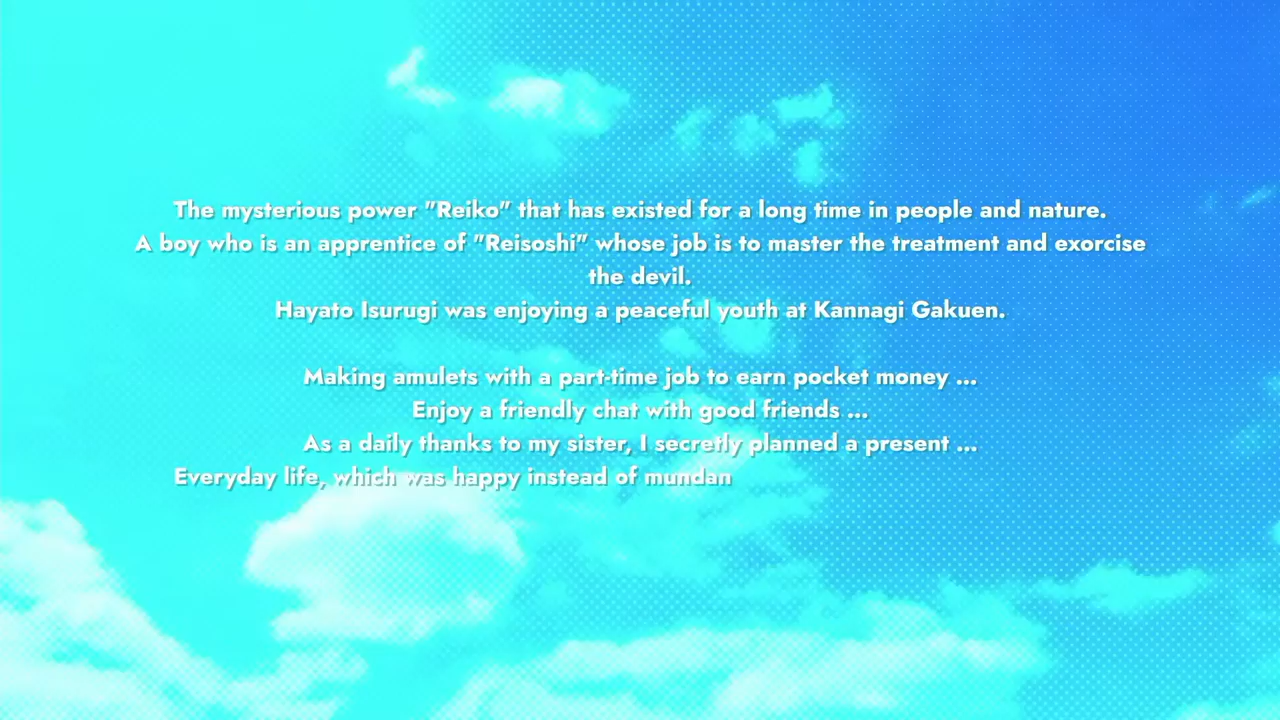 The mysterious power "Reiko" that has existed for a long time in people and nature.
A boy who is an apprentice of "Reisoshi" whose job is to master the treatment and exorcise
the devil.
Hayato Isurugi was enjoying a peaceful youth at Kannagi Gakuen.
Making amulets with a part-time job to earn pocket money ...
Enjoy a friendly chat with good friends ...
As a daily thanks to my sister, I secretly planned a present ...
Everyday life, which was happy instead of mundan